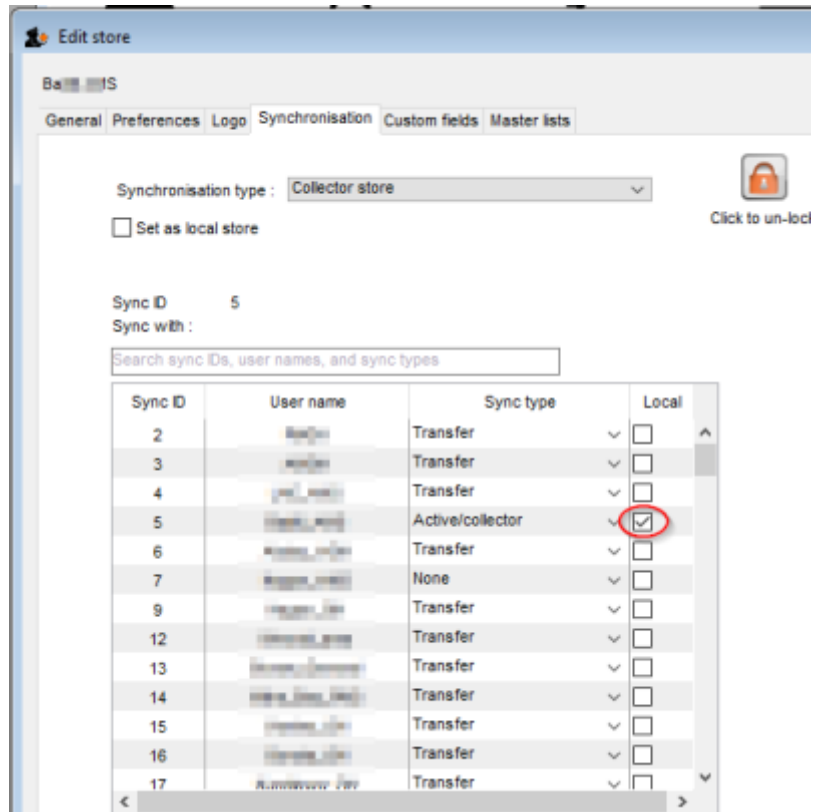 Edit store
General Preferences Logo Synchronisation Custom fields Master lists
Synchronisation type : Collector store
Click to un-lock
Set as local store
Sync ID 5
Sync with :
Search sync IDs, user names, and sync types
Sync ID User name Sync type Local
2 Transfer
3 Transfer
4 Transfer
5 Active/collector
6 Transfer
7 None
9 Transfer
12 Transfer
13 Transfer
14 Transfer
15 Transfer
16 Transfer
17 Transfer